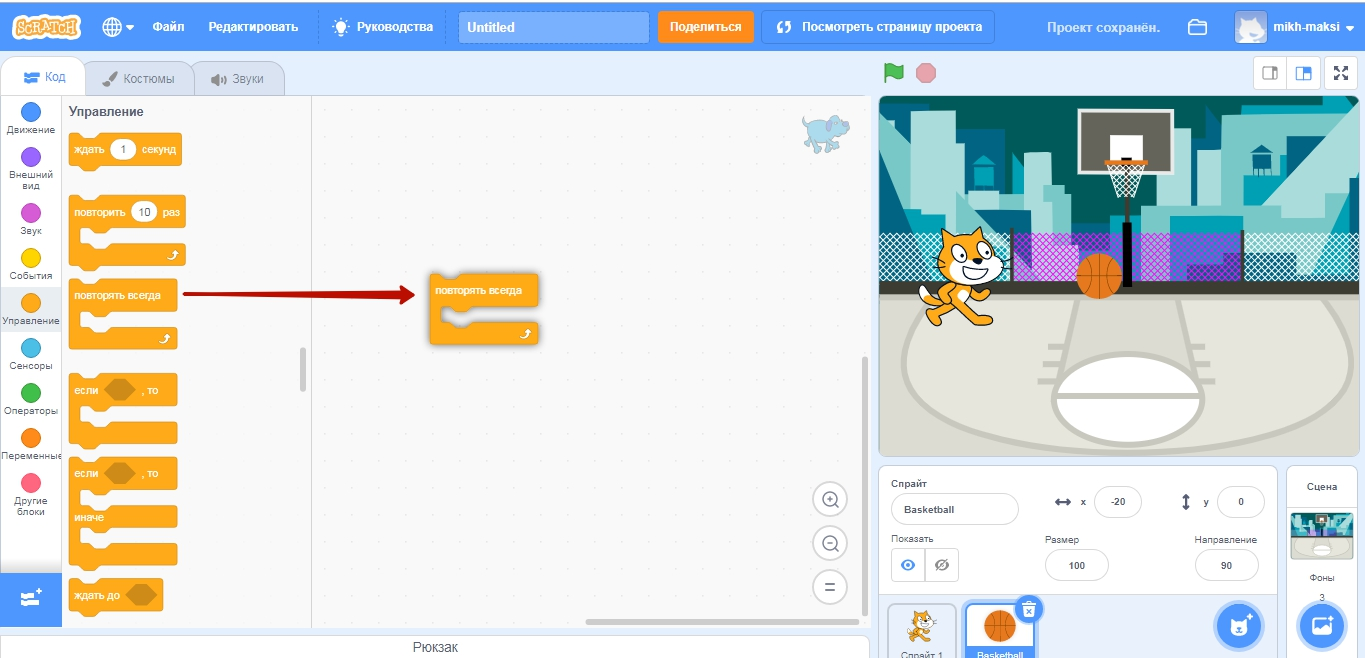 SCRATCH
Файл
Редактировать
Руководства
Untitled
Поделиться
Посмотреть страницу проекта
Проект сохранён.
mikh-maksi
Код
Костюмы
Звуки
Движение
Внешний
вид
Звук
События
Управление
Сенсоры
Операторы
Переменные
Другие
блоки
Управление
ждать 1 секунд
повторить 10 раз
повторять всегда
если , то
если , то
иначе
ждать до
повторять всегда
=
Рюкзак
Спрайт
Basketball
x -20
y 0
Показать
Размер
100
Направление
90
Спрайт 1
Basketball
Сцена
Фоны
3